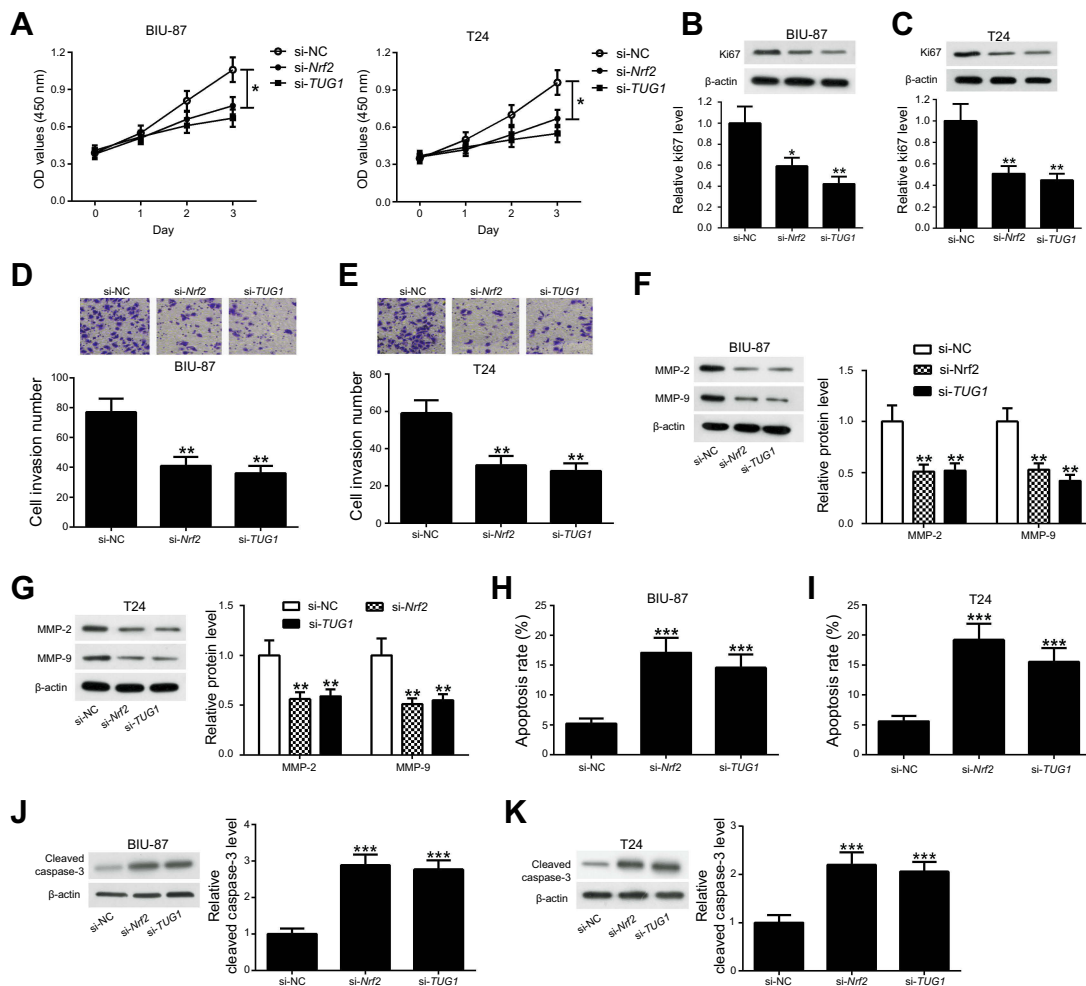 A
BIU-87
OD values (450 nm)
1.2
0.9
0.6
0.3
0.0
0 1 2 3
Day
si-NC
si-Nrf2
si-TUG1
*
T24
OD values (450 nm)
1.2
0.9
0.6
0.3
0.0
0 1 2 3
Day
si-NC
si-Nrf2
si-TUG1
*
B
BIU-87
Ki67
β-actin
Relative ki67 level
1.2
1.0
0.8
0.6
0.4
0.2
0.0
* **
si-NC si-Nrf2 si-TUG1
C
T24
Ki67
β-actin
Relative ki67 level
1.2
1.0
0.8
0.6
0.4
0.2
0.0
** **
si-NC si-Nrf2 si-TUG1
D
si-NC si-Nrf2 si-TUG1
BIU-87
Cell invasion number
100
80
60
40
20
0
** **
si-NC si-Nrf2 si-TUG1
E
si-NC si-Nrf2 si-TUG1
T24
Cell invasion number
80
60
40
20
0
** **
si-NC si-Nrf2 si-TUG1
F
BIU-87
MMP-2
MMP-9
β-actin
si-NC si-Nrf2 si-TUG1
si-NC
si-Nrf2
si-TUG1
Relative protein level
1.5
1.0
0.5
0.0
** ** ** **
MMP-2 MMP-9
G
T24
MMP-2
MMP-9
β-actin
si-NC si-Nrf2 si-TUG1
si-NC si-Nrf2
si-TUG1
Relative protein level
1.5
1.0
0.5
0.0
** ** ** **
MMP-2 MMP-9
H
BIU-87
Apoptosis rate (%)
25
20
15
10
5
0
*** ***
si-NC si-Nrf2 si-TUG1
I
T24
Apoptosis rate (%)
25
20
15
10
5
0
*** ***
si-NC si-Nrf2 si-TUG1
J
BIU-87
Cleaved
caspase-3
β-actin
si-NC si-Nrf2 si-TUG1
Relative
cleaved caspase-3 level
4
3
2
1
0
*** ***
si-NC si-Nrf2 si-TUG1
K
T24
Cleaved
caspase-3
β-actin
si-NC si-Nrf2 si-TUG1
Relative
cleaved caspase-3 level
3
2
1
0
*** ***
si-NC si-Nrf2 si-TUG1